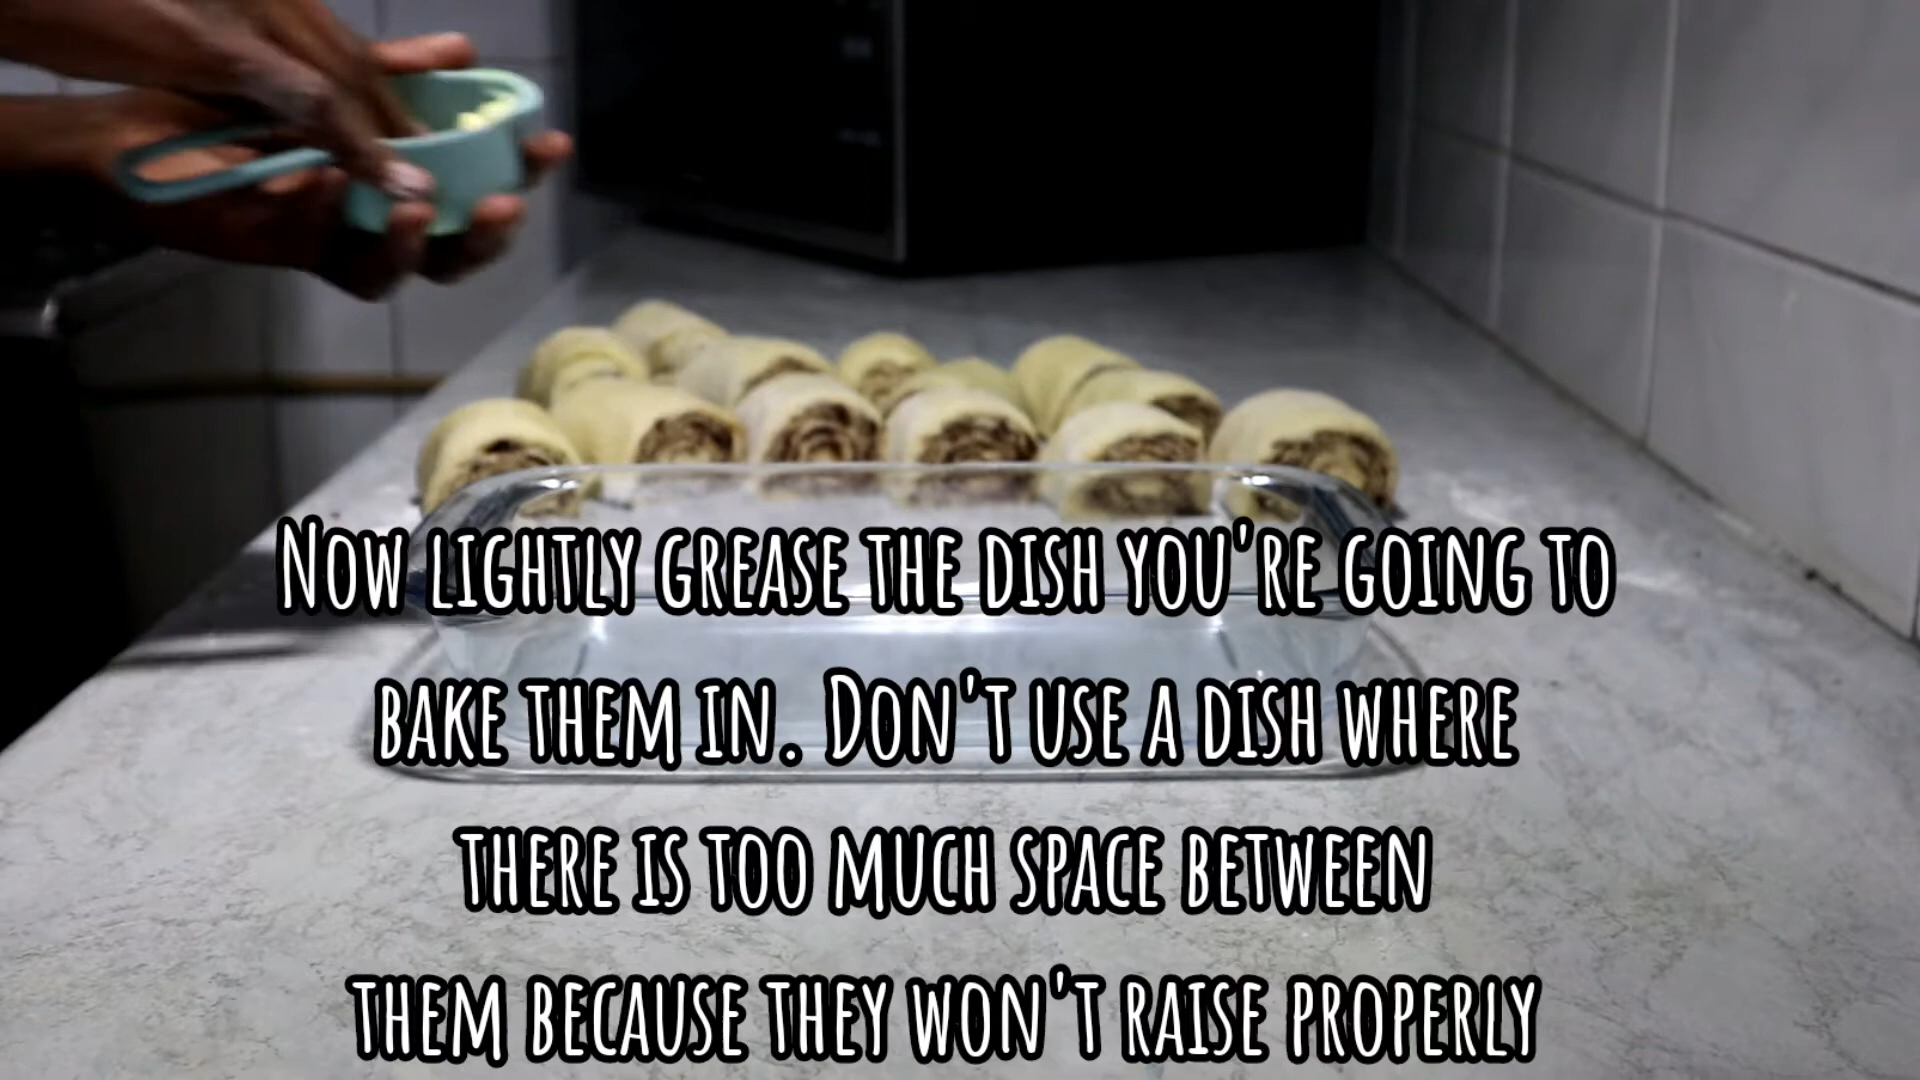 Now lightly grease the dish you're going to
bake them in. Don't use a dish where
there is too much space between
them because they won't raise properly